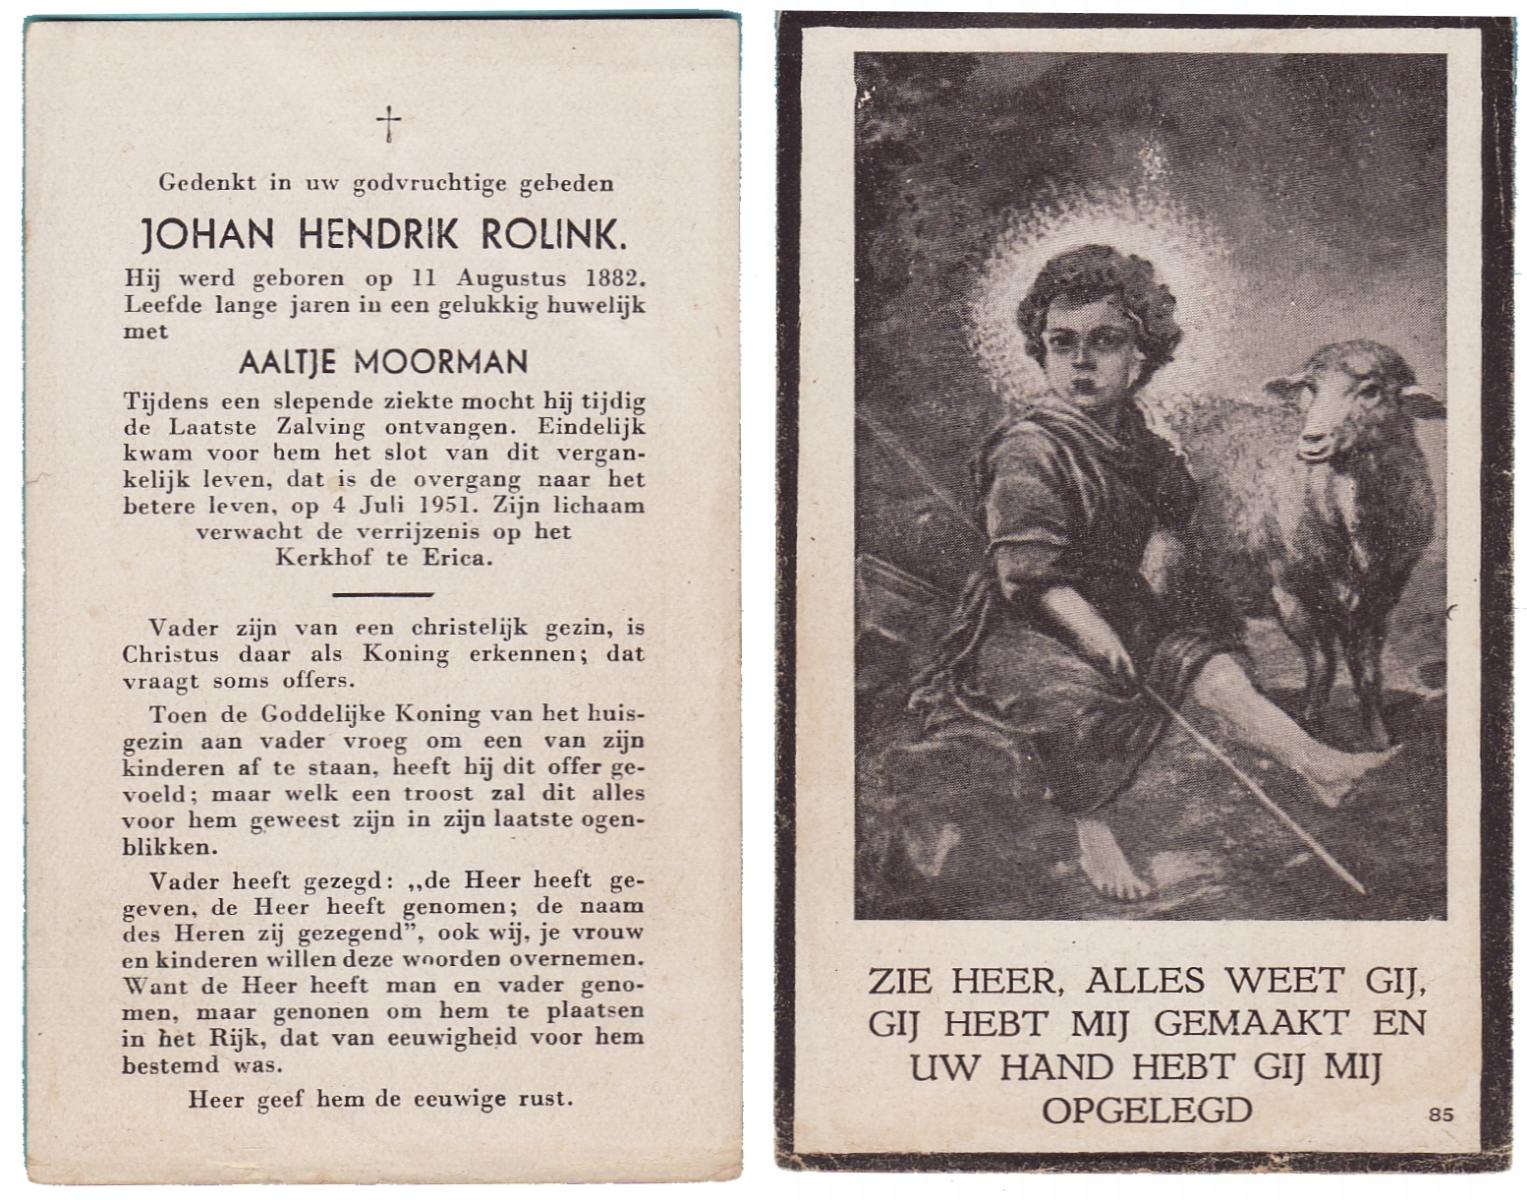 Gedenkt in uw godvruchtige gebeden
JOHAN HENDRIK ROLINK.
Hij werd geboren op 11 Augustus 1882.
Leefde lange jaren in een gelukkig huwelijk
met
AALTJE MOORMAN
Tijdens een slepende ziekte mocht hij tijdig
de Laatste Zalving ontvangen. Eindelijk
kwam voor hem het slot van dit vergan-
kelijk leven, dat is de overgang naar het
betere leven, op 4 Juli 1951. Zijn lichaam
verwacht de verrijzenis op het
Kerkhof te Erica.
Vader zijn van een christelijk gezin, is
Christus daar als Koning erkennen; dat
vraagt soms offers.
Toen de Goddelijke Koning van het huis-
gezin aan vader vroeg om een van zijn
kinderen af te staan, heeft hij dit offer ge-
voeld; maar welk een troost zal dit alles
voor hem geweest zijn in zijn laatste ogen-
blikken.
Vader heeft gezegd: „de Heer heeft ge-
geven, de Heer heeft genomen; de naam
des Heren zij gezegend”, ook wij, je vrouw
en kinderen willen deze woorden overnemen.
Want de Heer heeft man en vader geno-
men, maar genonen om hem te plaatsen
in het Rijk, dat van eeuwigheid voor hem
bestemd was.
Heer geef hem de eeuwige rust.
ZIE HEER, ALLES WEET GIJ,
GIJ HEBT MIJ GEMAAKT EN
UW HAND HEBT GIJ MIJ
OPGELEGD
85